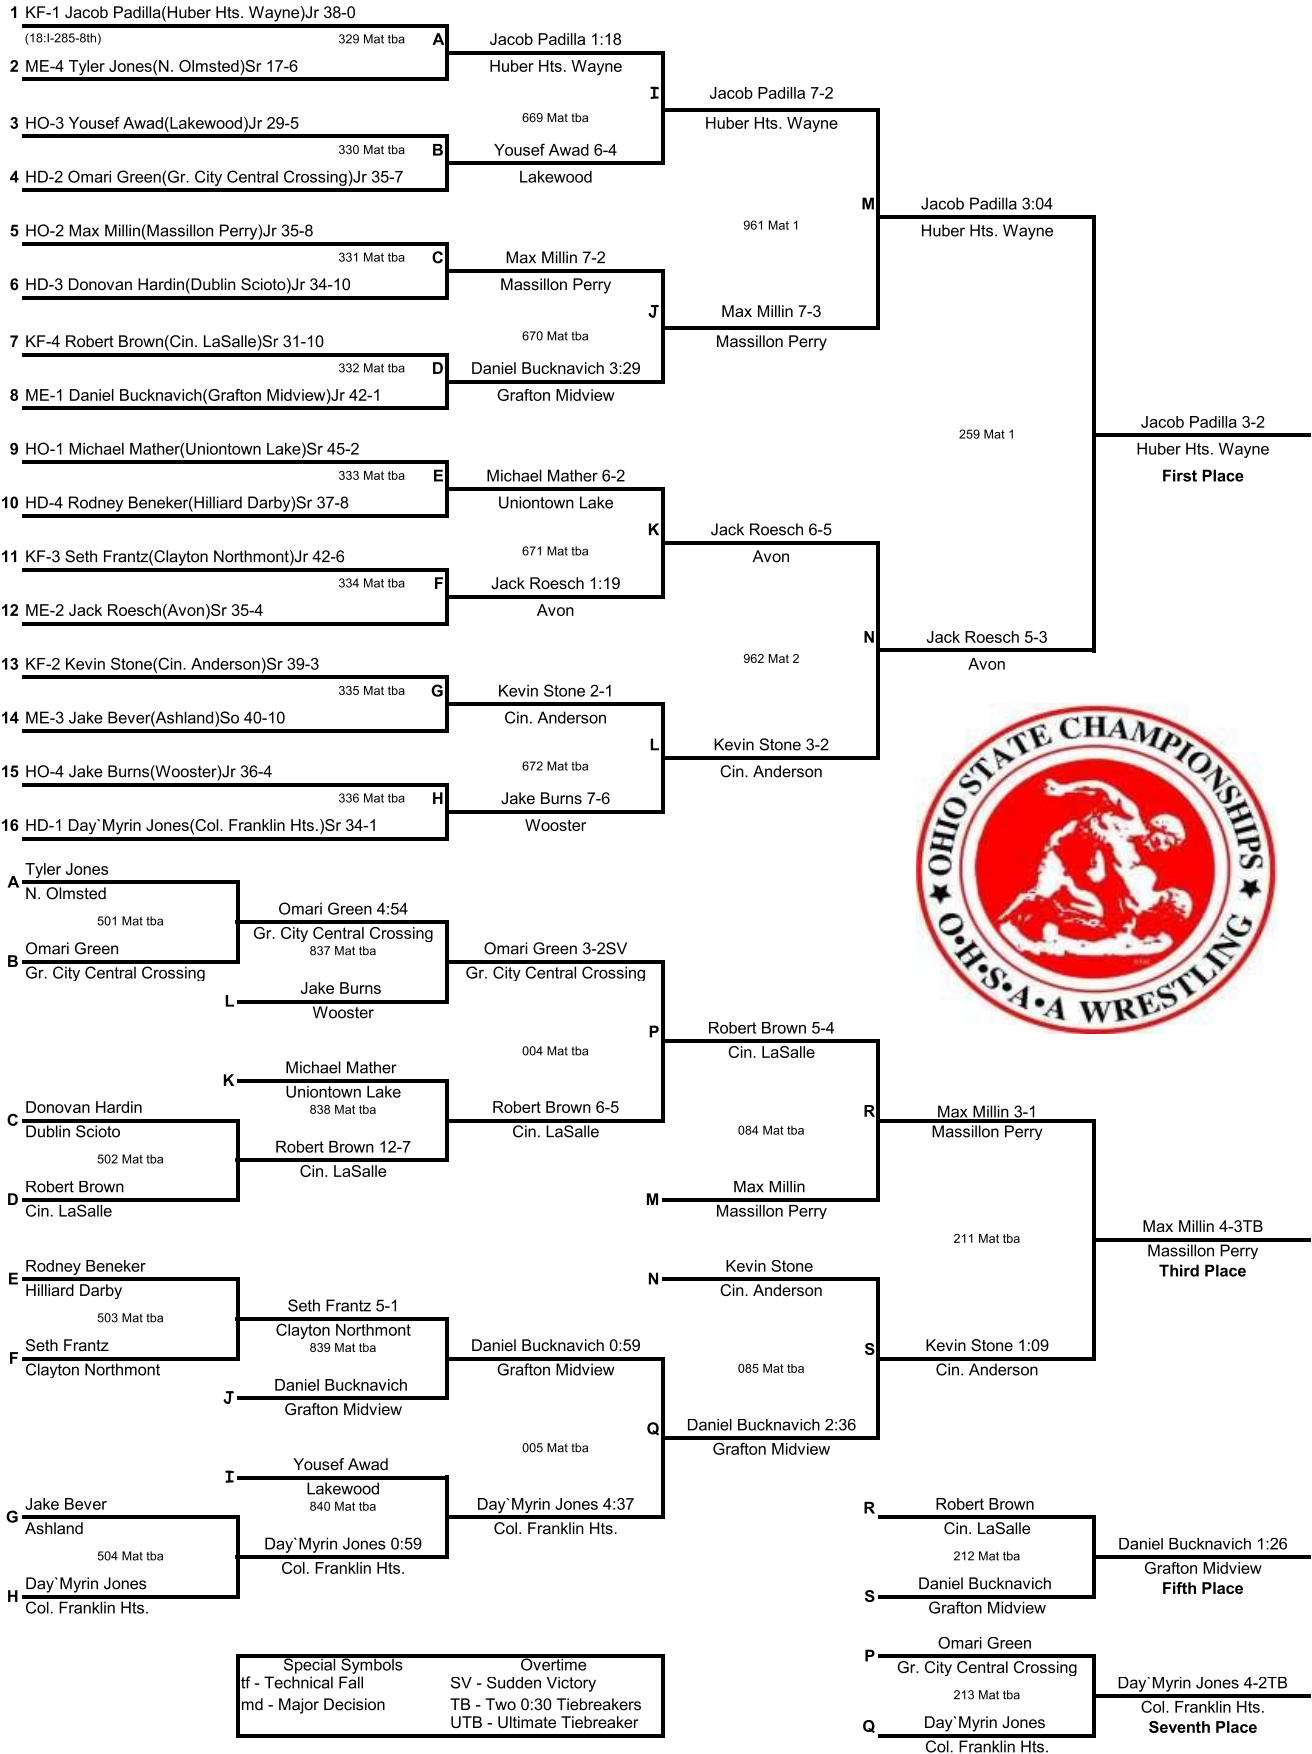 1 KF-1 Jacob Padilla(Huber Hts. Wayne)Jr 38-0
(18:I-285-8th)
329 Mat tba A
2 ME-4 Tyler Jones(N. Olmsted)Sr 17-6
Jacob Padilla 1:18
Huber Hts. Wayne
I
669 Mat tba
3 HO-3 Yousef Awad(Lakewood)Jr 29-5
330 Mat tba B
4 HD-2 Omari Green(Gr. City Central Crossing)Jr 35-7
Yousef Awad 6-4
Lakewood
Jacob Padilla 7-2
Huber Hts. Wayne
M
961 Mat 1
5 HO-2 Max Millin(Massillon Perry)Jr 35-8
331 Mat tba C
6 HD-3 Donovan Hardin(Dublin Scioto)Jr 34-10
Max Millin 7-2
Massillon Perry
J
670 Mat tba
7 KF-4 Robert Brown(Cin. LaSalle)Sr 31-10
332 Mat tba D
8 ME-1 Daniel Bucknavich(Grafton Midview)Jr 42-1
Daniel Bucknavich 3:29
Grafton Midview
Max Millin 7-3
Massillon Perry
Jacob Padilla 3:04
Huber Hts. Wayne
259 Mat 1
Jacob Padilla 3-2
Huber Hts. Wayne
First Place
9 HO-1 Michael Mather(Uniontown Lake)Sr 45-2
333 Mat tba E
10 HD-4 Rodney Beneker(Hilliard Darby)Sr 37-8
Michael Mather 6-2
Uniontown Lake
K
671 Mat tba
11 KF-3 Seth Frantz(Clayton Northmont)Jr 42-6
334 Mat tba F
12 ME-2 Jack Roesch(Avon)Sr 35-4
Jack Roesch 1:19
Avon
Jack Roesch 6-5
Avon
N
962 Mat 2
13 KF-2 Kevin Stone(Cin. Anderson)Sr 39-3
335 Mat tba G
14 ME-3 Jake Bever(Ashland)So 40-10
Kevin Stone 2-1
Cin. Anderson
L
672 Mat tba
15 HO-4 Jake Burns(Wooster)Jr 36-4
336 Mat tba H
16 HD-1 Day`Myrin Jones(Col. Franklin Hts.)Sr 34-1
Jake Burns 7-6
Wooster
Kevin Stone 3-2
Cin. Anderson
Jack Roesch 5-3
Avon
OHIO STATE CHAMPIONSHIPS
O•H•S•A•A WRESTLING
A Tyler Jones
N. Olmsted
501 Mat tba
B Omari Green
Gr. City Central Crossing
Omari Green 4:54
Gr. City Central Crossing
837 Mat tba
L Jake Burns
Wooster
Omari Green 3-2SV
Gr. City Central Crossing
P
004 Mat tba
K Michael Mather
Uniontown Lake
838 Mat tba
C Donovan Hardin
Dublin Scioto
502 Mat tba
D Robert Brown
Cin. LaSalle
Robert Brown 12-7
Cin. LaSalle
Robert Brown 6-5
Cin. LaSalle
Robert Brown 5-4
Cin. LaSalle
R
084 Mat tba
M Max Millin
Massillon Perry
Max Millin 3-1
Massillon Perry
211 Mat tba
Max Millin 4-3TB
Massillon Perry
Third Place
E Rodney Beneker
Hilliard Darby
503 Mat tba
F Seth Frantz
Clayton Northmont
Seth Frantz 5-1
Clayton Northmont
839 Mat tba
J Daniel Bucknavich
Grafton Midview
Daniel Bucknavich 0:59
Grafton Midview
Q
005 Mat tba
I Yousef Awad
Lakewood
840 Mat tba
G Jake Bever
Ashland
504 Mat tba
H Day`Myrin Jones
Col. Franklin Hts.
Day`Myrin Jones 0:59
Col. Franklin Hts.
Day`Myrin Jones 4:37
Col. Franklin Hts.
N Kevin Stone
Cin. Anderson
S
085 Mat tba
Daniel Bucknavich 2:36
Grafton Midview
Kevin Stone 1:09
Cin. Anderson
R Robert Brown
Cin. LaSalle
212 Mat tba
S Daniel Bucknavich
Grafton Midview
Daniel Bucknavich 1:26
Grafton Midview
Fifth Place
P Omari Green
Gr. City Central Crossing
213 Mat tba
Q Day`Myrin Jones
Col. Franklin Hts.
Day`Myrin Jones 4-2TB
Col. Franklin Hts.
Seventh Place
Special Symbols
tf - Technical Fall
md - Major Decision
Overtime
SV - Sudden Victory
TB - Two 0:30 Tiebreakers
UTB - Ultimate Tiebreaker